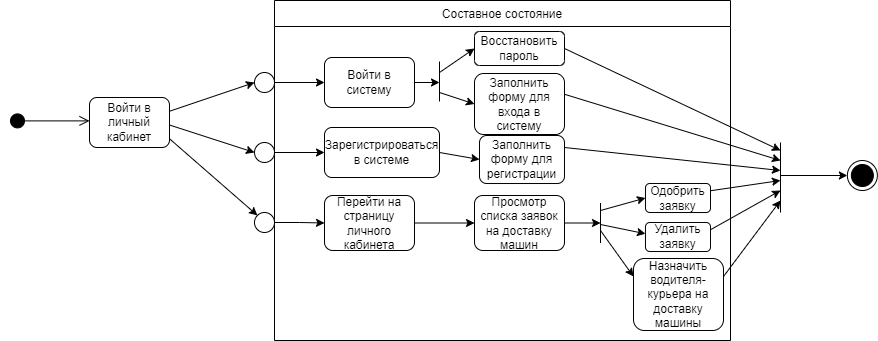 Составное состояние
Войти в
личный
кабинет
Войти в
систему
Восстановить
пароль
Заполнить
форму для
входа в
систему
Зарегистрироваться
в системе
Заполнить
форму для
регистрации
Перейти на
страницу
личного
кабинета
Просмотр
списка заявок
на доставку
машин
Одобрить
заявку
Удалить
заявку
Назначить
водителя-
курьера на
доставку
машины